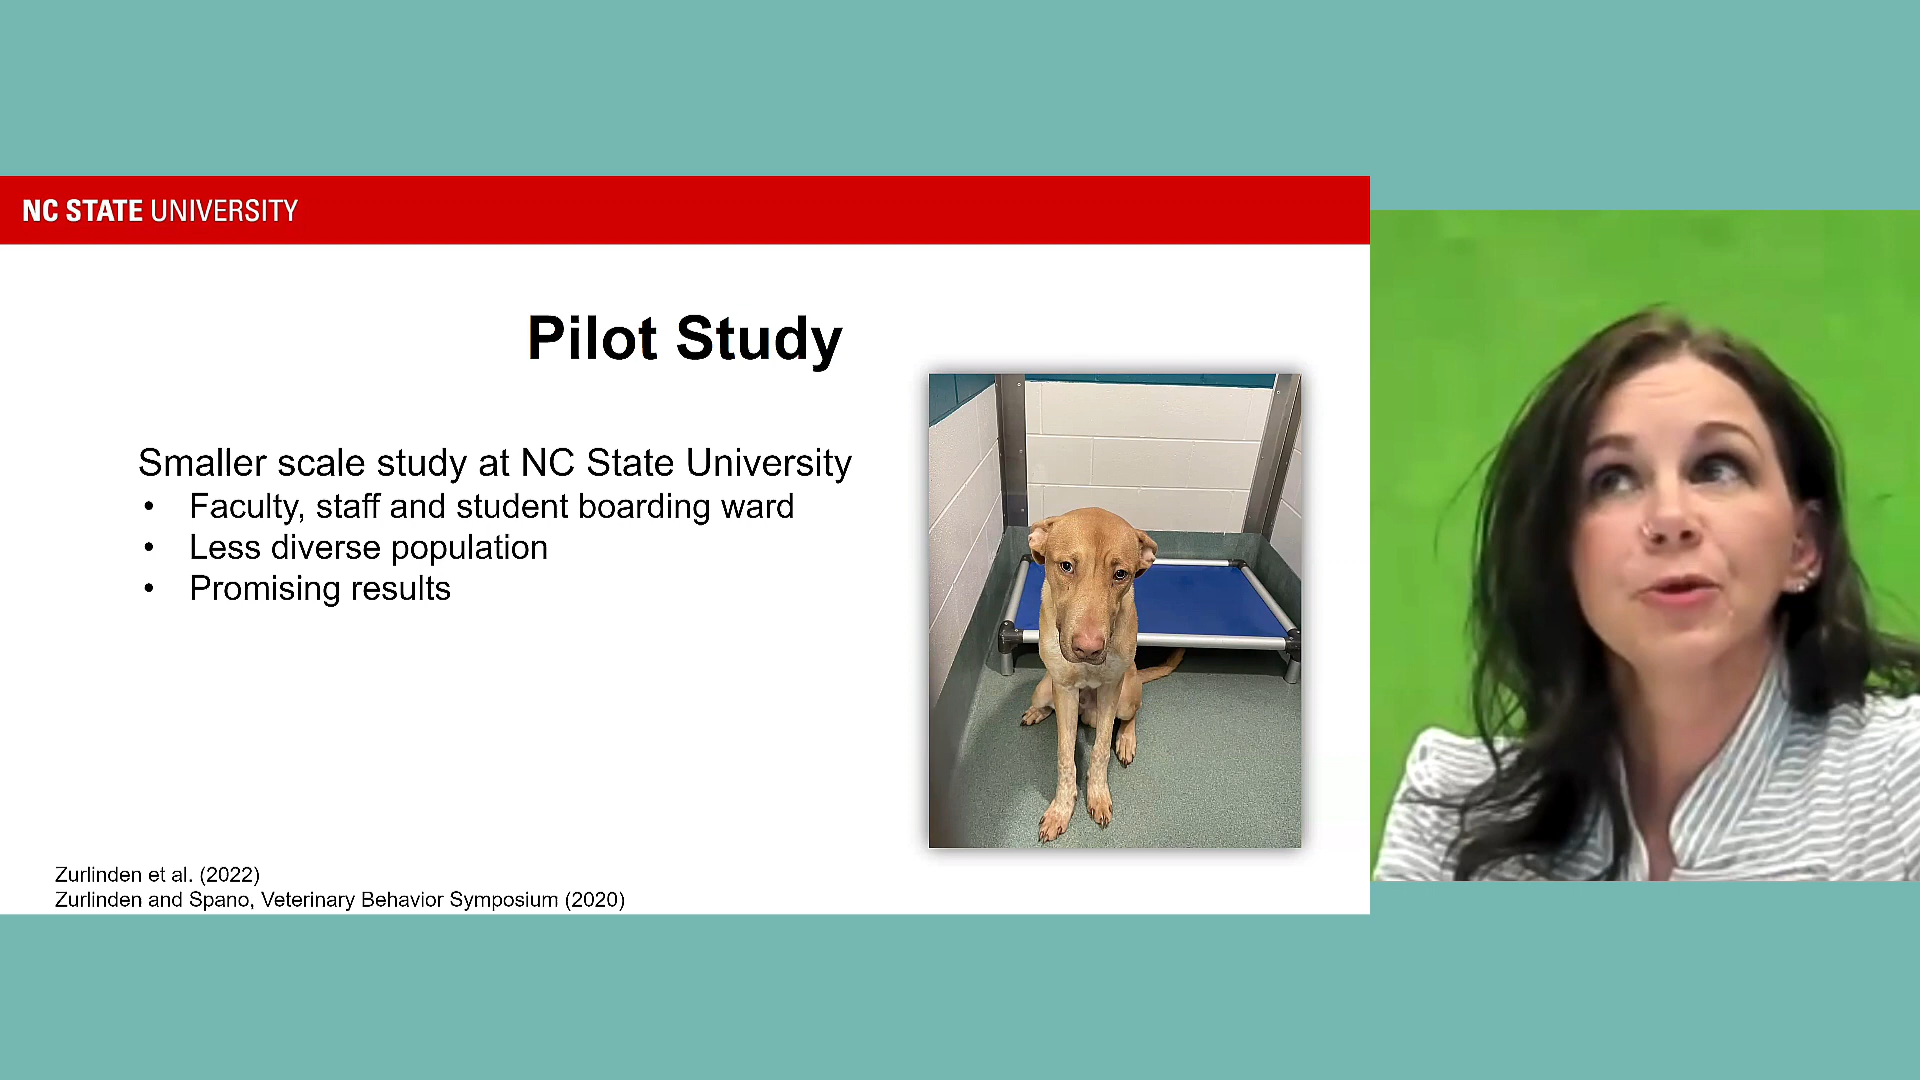 NC STATE UNIVERSITY
Pilot Study
Smaller scale study at NC State University
• Faculty, staff and student boarding ward
• Less diverse population
• Promising results
Zurlinden et al. (2022)
Zurlinden and Spano, Veterinary Behavior Symposium (2020)